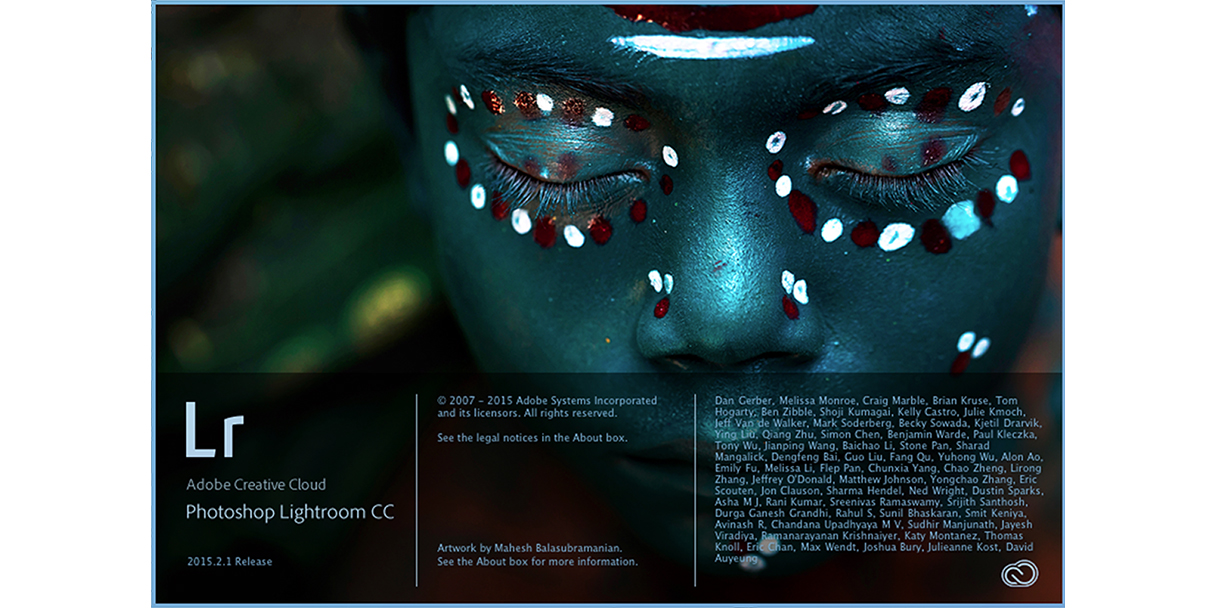 Lr
Adobe Creative Cloud
Photoshop Lightroom CC
2015.2.1 Release
© 2007 – 2015 Adobe Systems Incorporated
and its licensors. All rights reserved.
See the legal notices in the About box.
Artwork by Mahesh Balasubramanian.
See the About box for more information.
Dan Gerber, Melissa Monroe, Craig Marble, Brian Kruse, Tom
Hogarty, Ben Zibble, Shoji Kumagai, Kelly Castro, Julie Kmoch,
Jeff Van de Walker, Mark Soderberg, Becky Sowada, Kjetil Drarvik,
Ying Liu, Qiang Zhu, Simon Chen, Benjamin Warde, Paul Kleczka,
Tony Wu, Jianping Wang, Baichao Li, Stone Pan, Sharad
Mangalick, Dengfeng Bai, Guo Liu, Fang Qu, Yuhong Wu, Alon Ao,
Emily Fu, Melissa Li, Flep Pan, Chunxia Yang, Chao Zheng, Lirong
Zhang, Jeffrey O'Donald, Matthew Johnson, Yongchao Zhang, Eric
Scouten, Jon Clauson, Sharma Hendel, Ned Wright, Dustin Sparks,
Asha M J, Rani Kumar, Sreenivas Ramaswamy, Srijith Santhosh,
Durga Ganesh Grandhi, Rahul S, Sunil Bhaskaran, Smit Keniya,
Avinash R, Chandana Upadhyaya M V, Sudhir Manjunath, Jayesh
Viradiya, Ramanarayanan Krishnaiyer, Katy Montanez, Thomas
Knoll, Eric Chan, Max Wendt, Joshua Bury, Julieanne Kost, David
Auyeung